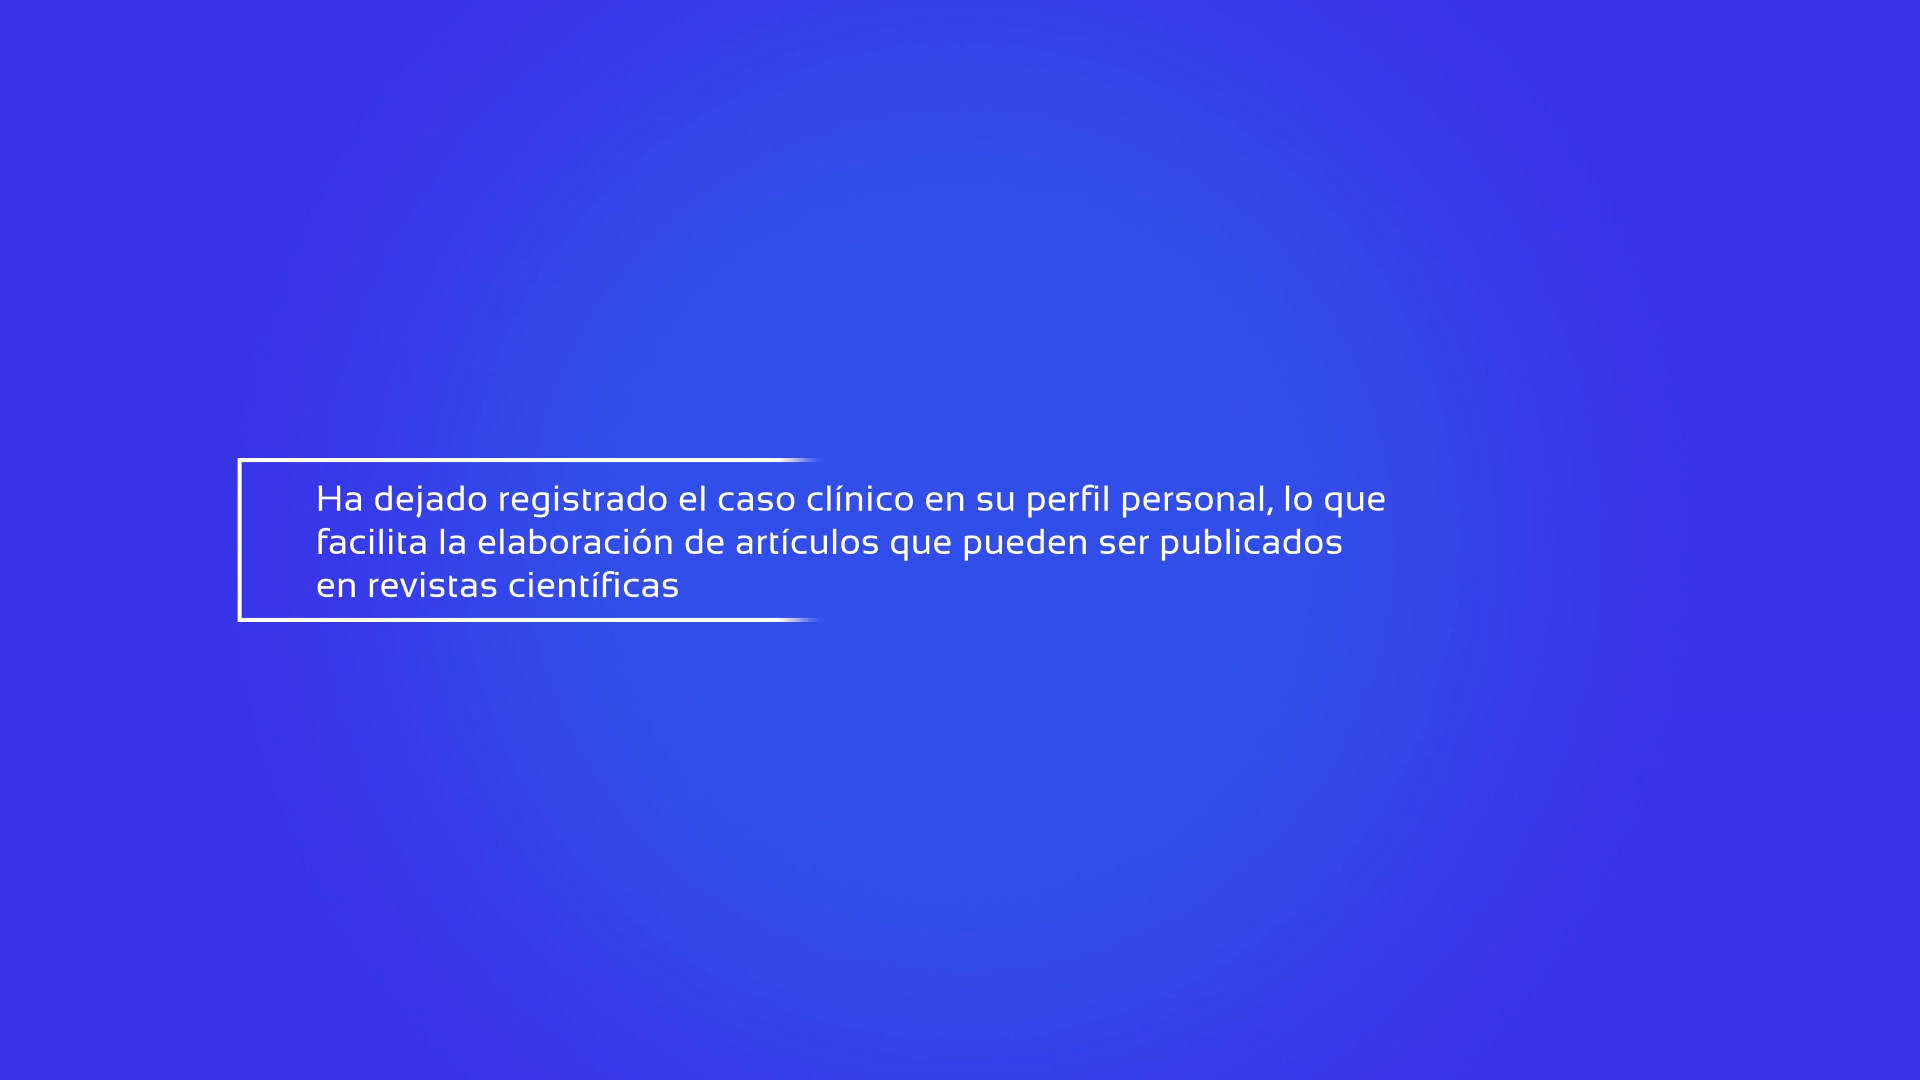 Ha dejado registrado el caso clínico en su perfil personal, lo que
facilita la elaboración de artículos que pueden ser publicados
en revistas científicas